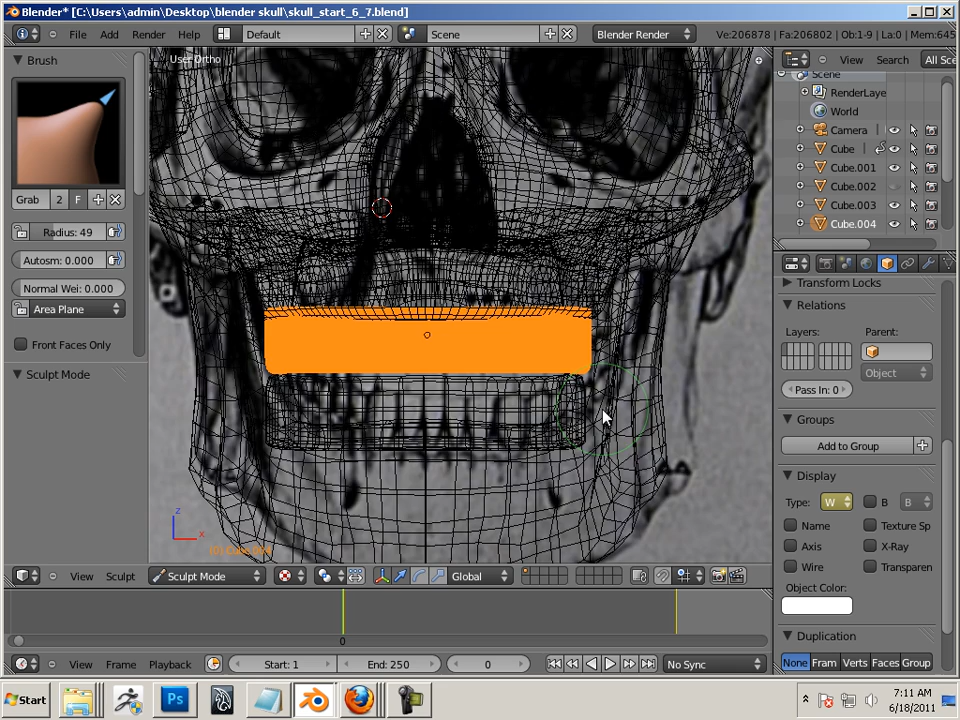 Blender* [C:\Users\admin\Desktop\blender skull\skull_start_6_7.blend]
File Add Render Help Default Scene Blender Render Ve:206878 | Fa:206802 | Ob:1-9 | La:0 | Mem:645
Brush
User Ortho
View Search All Sce
Scene
RenderLaye
World
Camera
Cube
Cube.001
Cube.002
Cube.003
Cube.004
Grab 2 F
Radius: 49
Autosm: 0.000
Normal Wei: 0.000
Area Plane
Front Faces Only
Sculpt Mode
Transform Locks
Relations
Layers: Parent:
Object
Pass In: 0
Groups
Add to Group
Display
Type: W B B
Name Texture Sp
Axis X-Ray
Wire Transparen
Object Color:
Duplication
None Fram Verts Faces Group
z
x
(0) Cube.004
View Sculpt Sculpt Mode Global
0
View Frame Playback Start: 1 End: 250 0 No Sync
Start Ps 7:11 AM
6/18/2011